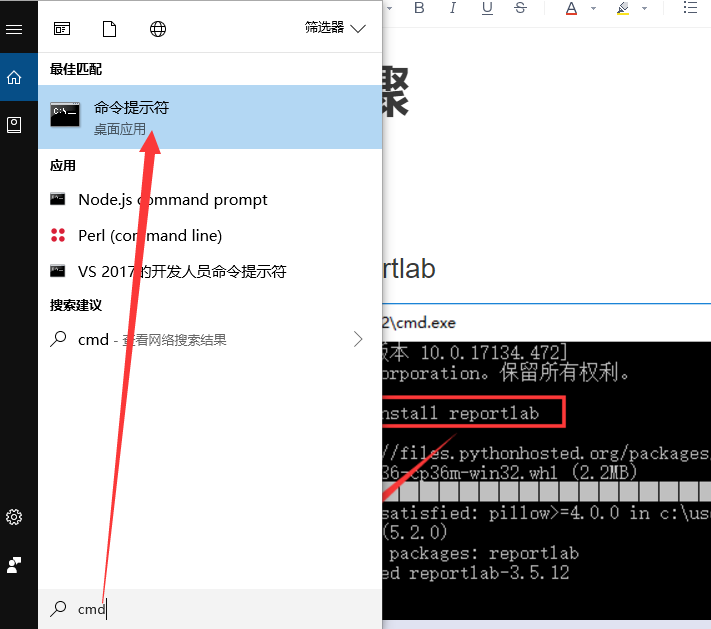 筛选器
最佳匹配
命令提示符
桌面应用
应用
Node.js command prompt
Perl (command line)
VS 2017的开发人员命令提示符
搜索建议
cmd - 查看网络搜索结果
cmd
B I U S A
骤
rtlab
2\cmd.exe
版本 10.0.17134.472]
orporation。保留所有权利。
nstall reportlab
//files.pythonhosted.org/packages/
36-cp36m-win32.whl (2.2MB)
satisfied: pillow>=4.0.0 in c:\use
(5.2.0)
packages: reportlab
ed reportlab-3.5.12